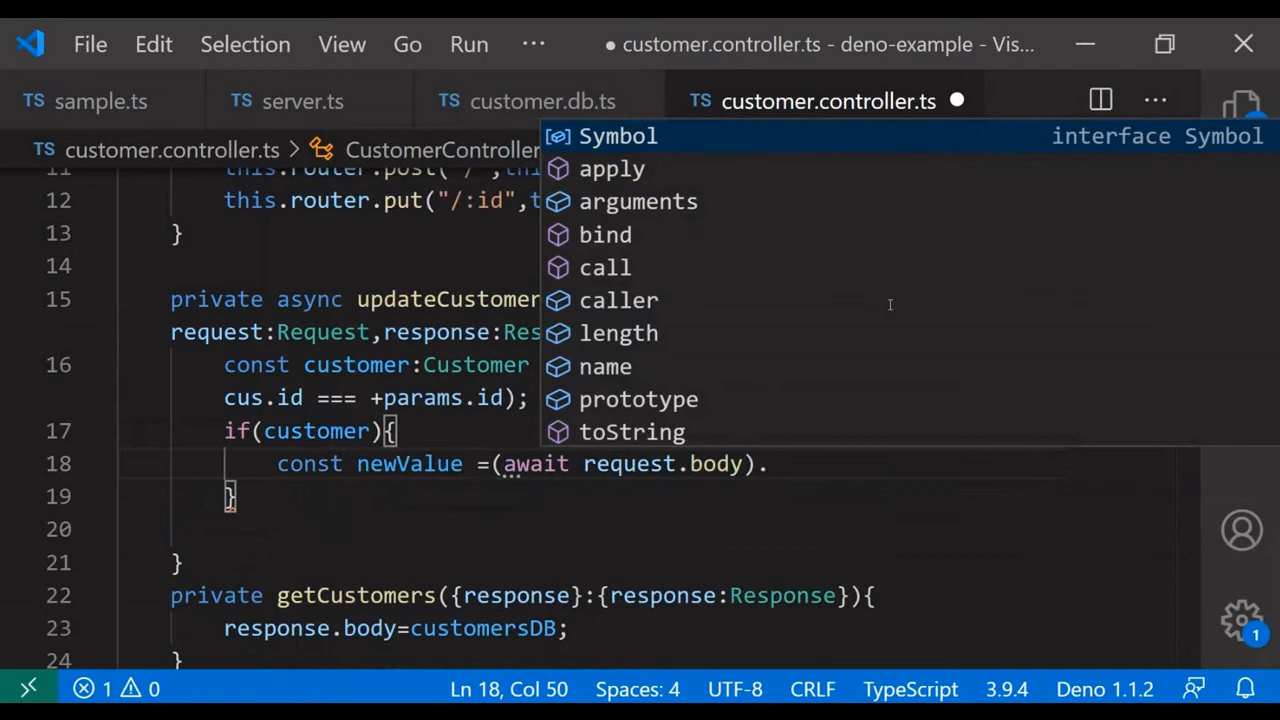 File Edit Selection View Go Run ··· ● customer.controller.ts - deno-example - Vis...
TS sample.ts TS server.ts TS customer.db.ts TS customer.controller.ts ● ···
TS customer.controller.ts > CustomerController
Symbol interface Symbol
apply
arguments
bind
call
caller
length
name
prototype
toString
11 this.router.post("/",thi
12 this.router.put("/:id",t
13 }
14
15 private async updateCustomer
request:Request,response:Res
16 const customer:Customer
cus.id === +params.id);
17 if(customer){
18 const newValue =(await request.body).
19 }
20
21 }
22 private getCustomers({response}:{response:Response}){
23 response.body=customersDB;
24 }
1
1 0 Ln 18, Col 50 Spaces: 4 UTF-8 CRLF TypeScript 3.9.4 Deno 1.1.2